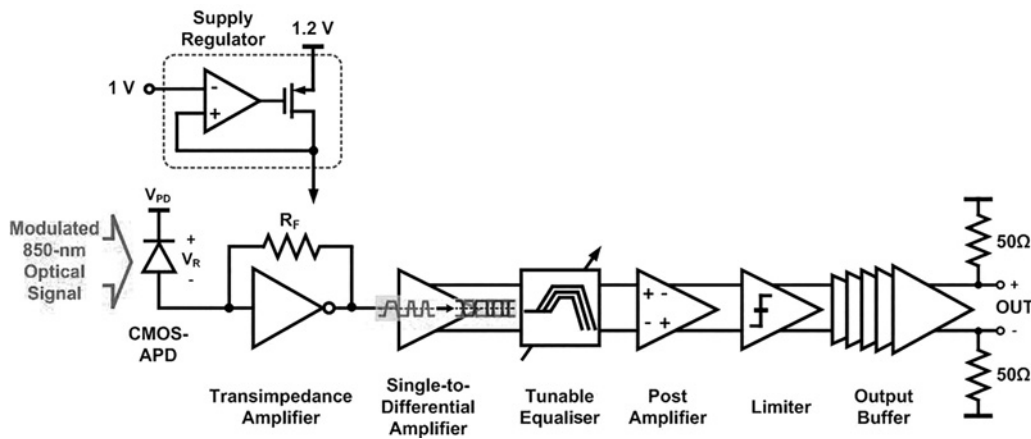 Supply
Regulator
1.2 V
1 V
-
+
V_PD
Modulated
850-nm
Optical
Signal
+
V_R
-
CMOS-
APD
R_F
Transimpedance
Amplifier
Single-to-
Differential
Amplifier
Tunable
Equaliser
+ -
- +
Post
Amplifier
Limiter
Output
Buffer
50Ω
+
OUT
-
50Ω